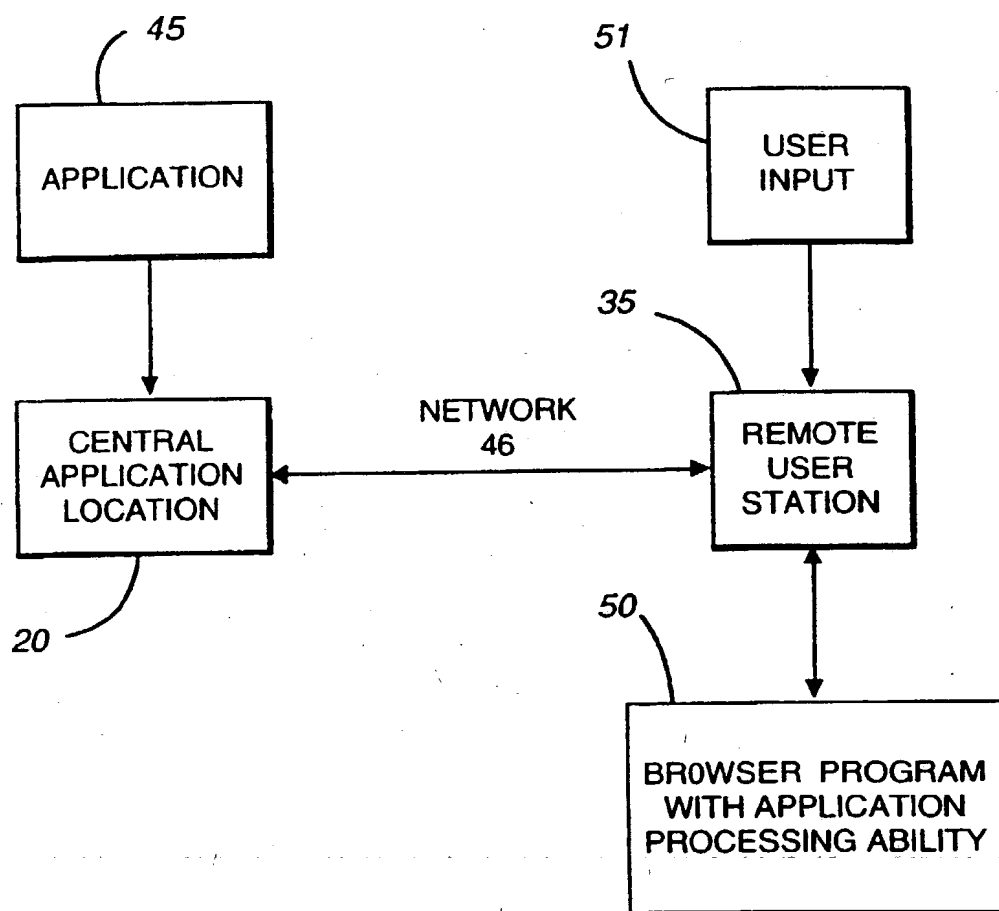 45
APPLICATION
51
USER
INPUT
35
CENTRAL
APPLICATION
LOCATION
20
NETWORK
46
REMOTE
USER
STATION
50
BR0WSER PROGRAM
WITH APPLICATION
PROCESSING ABILITY